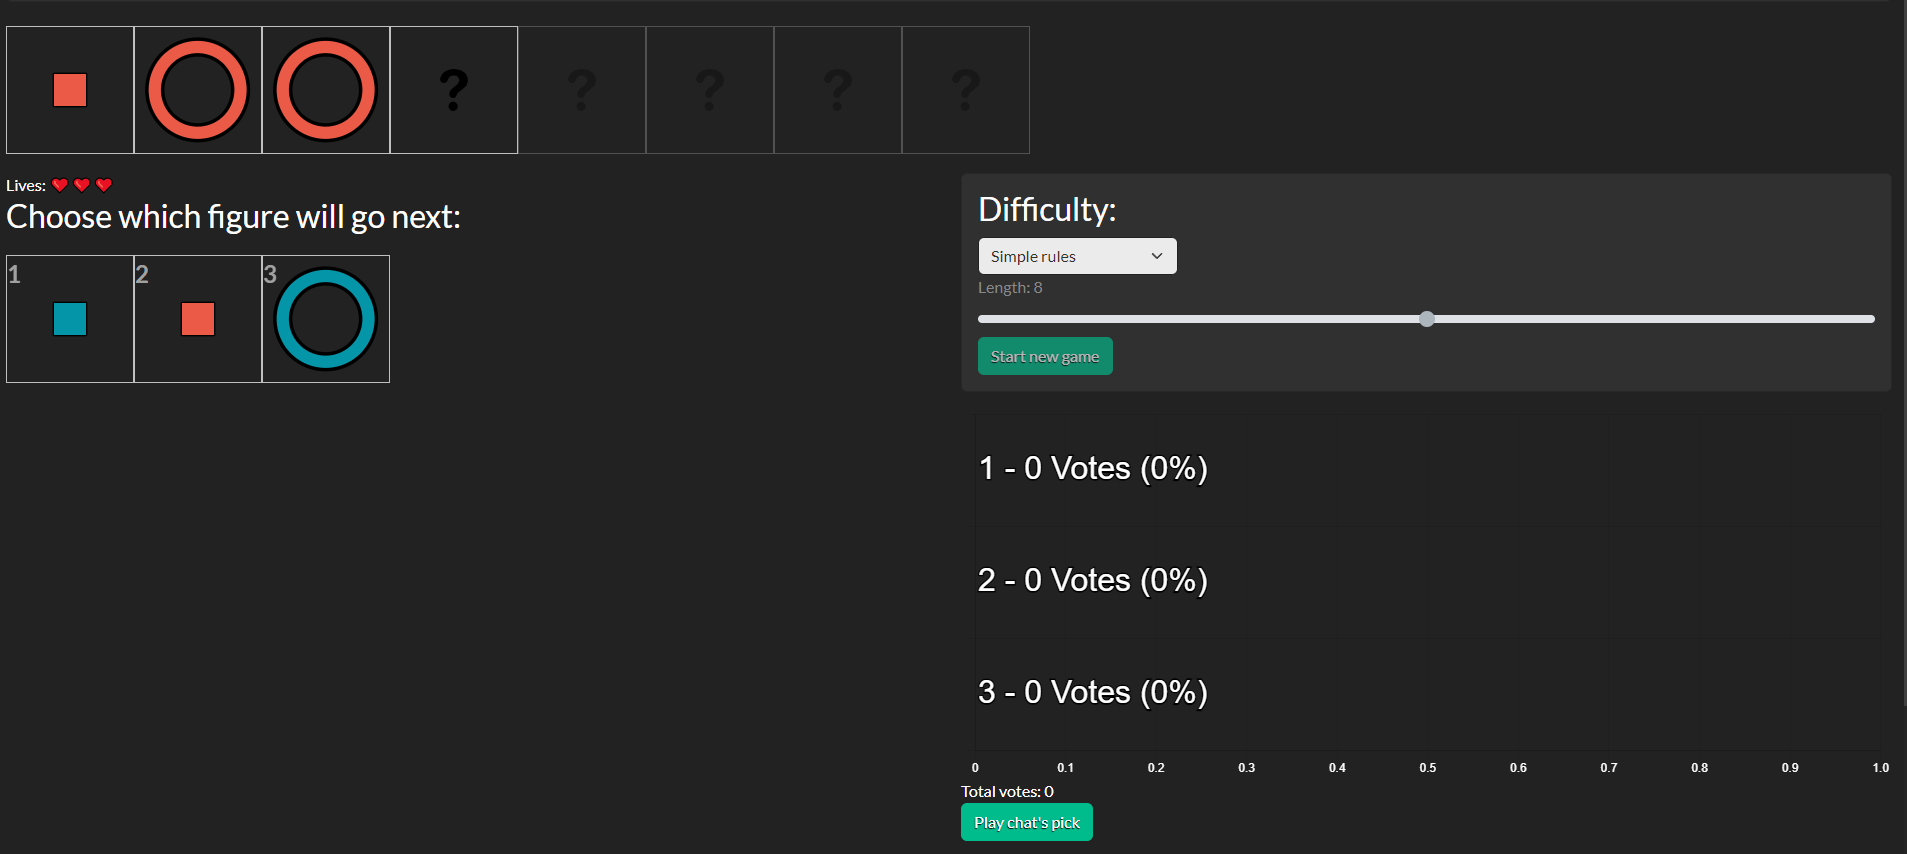 ? ? ? ? ?
Lives:
Choose which figure will go next:
1 2 3
Difficulty:
Simple rules
Length: 8
Start new game
1 - 0 Votes (0%)
2 - 0 Votes (0%)
3 - 0 Votes (0%)
0 0.1 0.2 0.3 0.4 0.5 0.6 0.7 0.8 0.9 1.0
Total votes: 0
Play chat's pick